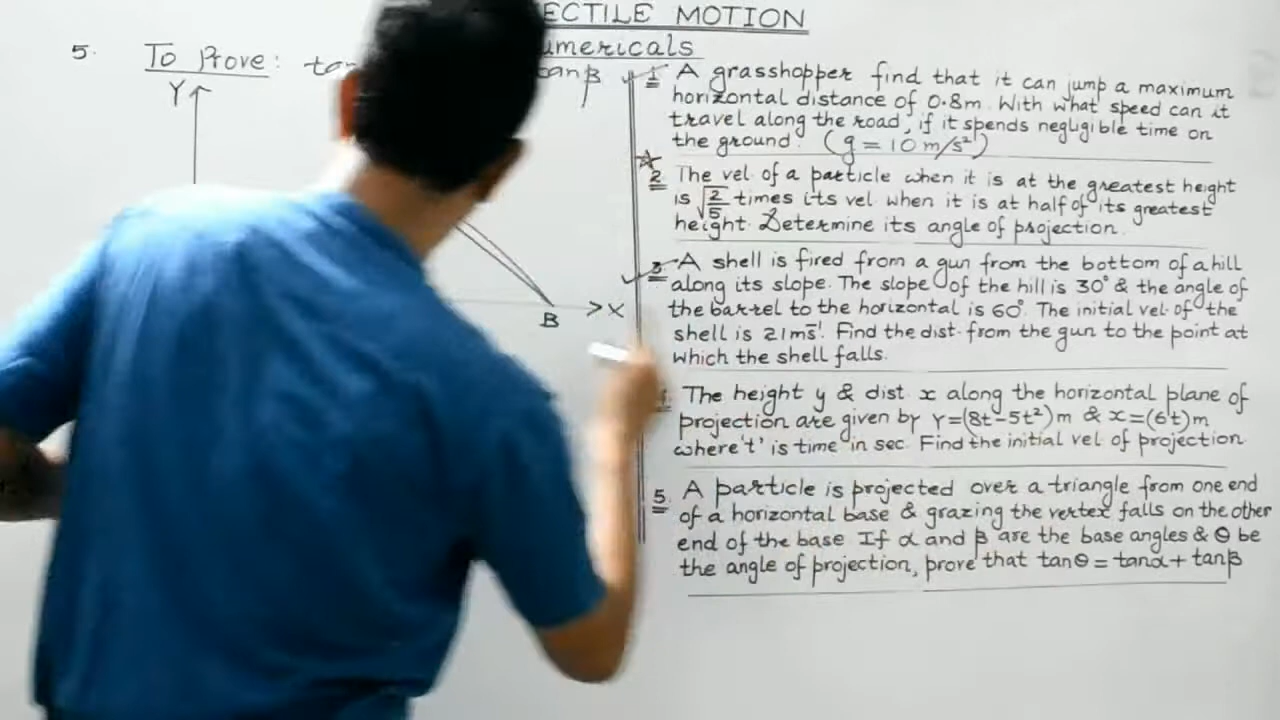 ECTILE MOTION
umericals
5. To Prove: tan tanβ
Y
B
X
1 A grasshopper find that it can jump a maximum
horizontal distance of 0.8m. With what speed can it
travel along the road, if it spends negligible time on
the ground. (g = 10 m/s²)
2. The vel. of a particle when it is at the greatest height
is √2/5 times its vel. when it is at half of its greatest
height. Determine its angle of projection.
3 A shell is fired from a gun from the bottom of a hill
along its slope. The slope of the hill is 30° & the angle of
the barrel to the horizontal is 60°. The initial vel. of the
shell is 21ms⁻¹. Find the dist. from the gun to the point at
which the shell falls.
The height y & dist. x along the horizontal plane of
projection are given by Y=(8t-5t²)m & x=(6t)m
where 't' is time in sec. Find the initial vel. of projection
5. A particle is projected over a triangle from one end
of a horizontal base & grazing the vertex falls on the other
end of the base If α and β are the base angles & θ be
the angle of projection, prove that tanθ = tanα + tanβ